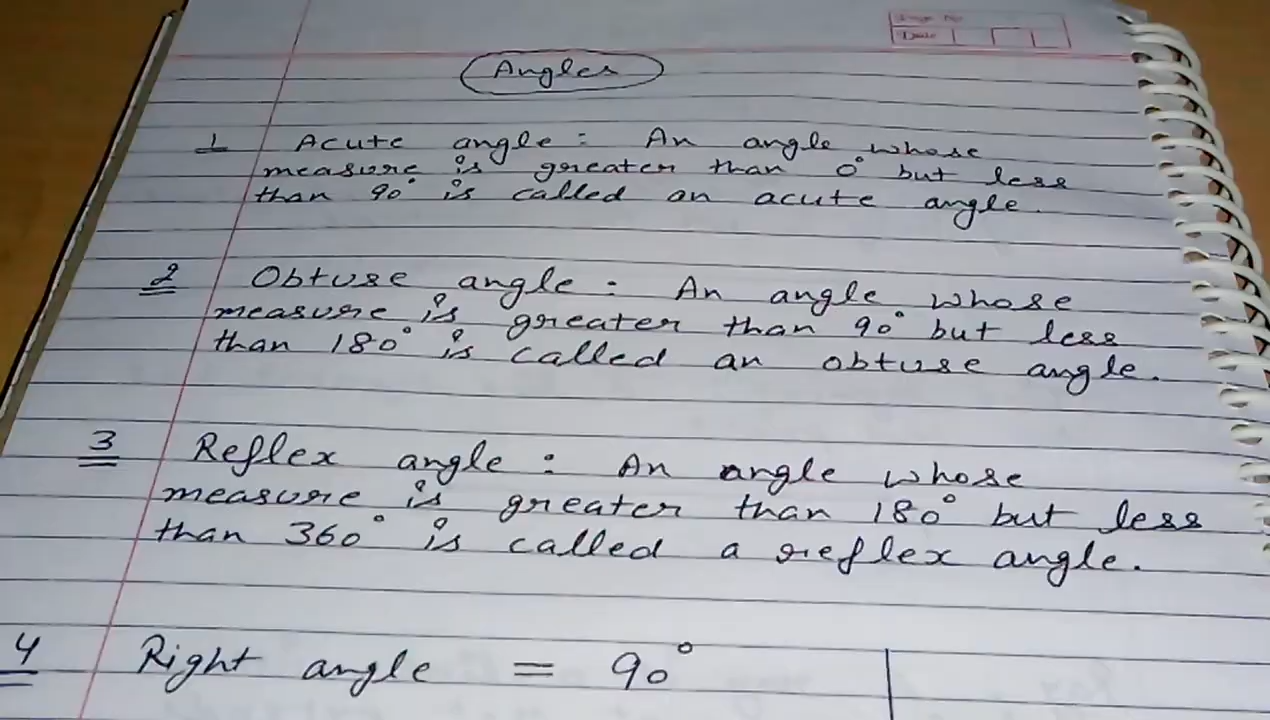 Page No.
Date
Angles
1 Acute angle : An angle whose
measure is greater than 0° but less
than 90° is called an acute angle.
2 Obtuse angle : An angle whose
measure is greater than 90° but less
than 180° is called an obtuse angle.
3 Reflex angle : An angle whose
measure is greater than 180° but less
than 360° is called a reflex angle.
4 Right angle = 90°